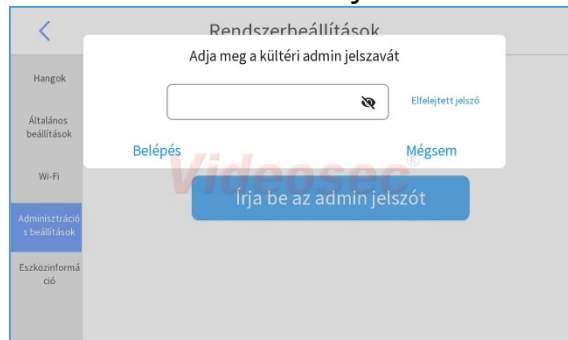 Rendszerbeállítások
Adja meg a kültéri admin jelszavát
Elfelejtett jelszó
Belépés
Mégsem
Hangok
Általános
beállítások
Wi-Fi
Adminisztráció
s beállítások
Eszközinformá
ció
Videosec®
Írja be az admin jelszót